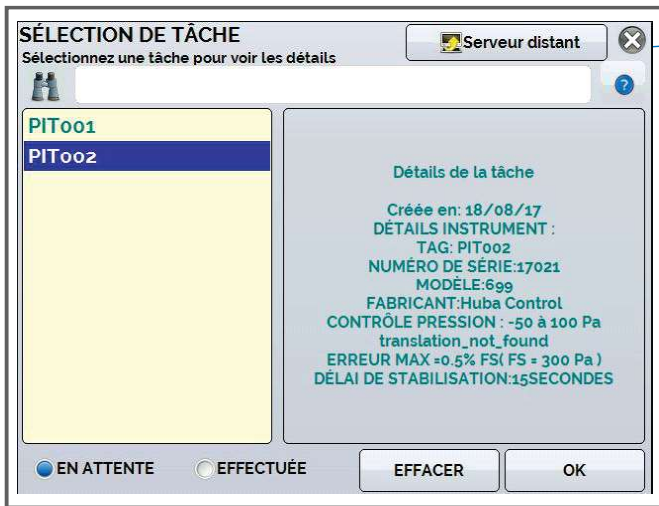 SÉLECTION DE TÂCHE
Sélectionnez une tâche pour voir les détails
Serveur distant
?
PIT001
PIT002
Détails de la tâche
Créée en: 18/08/17
DÉTAILS INSTRUMENT :
TAG: PIT002
NUMÉRO DE SÉRIE:17021
MODÈLE:699
FABRICANT:Huba Control
CONTRÔLE PRESSION : -50 à 100 Pa
translation_not_found
ERREUR MAX =0.5% FS( FS = 300 Pa )
DÉLAI DE STABILISATION:15SECONDES
EN ATTENTE
EFFECTUÉE
EFFACER
OK